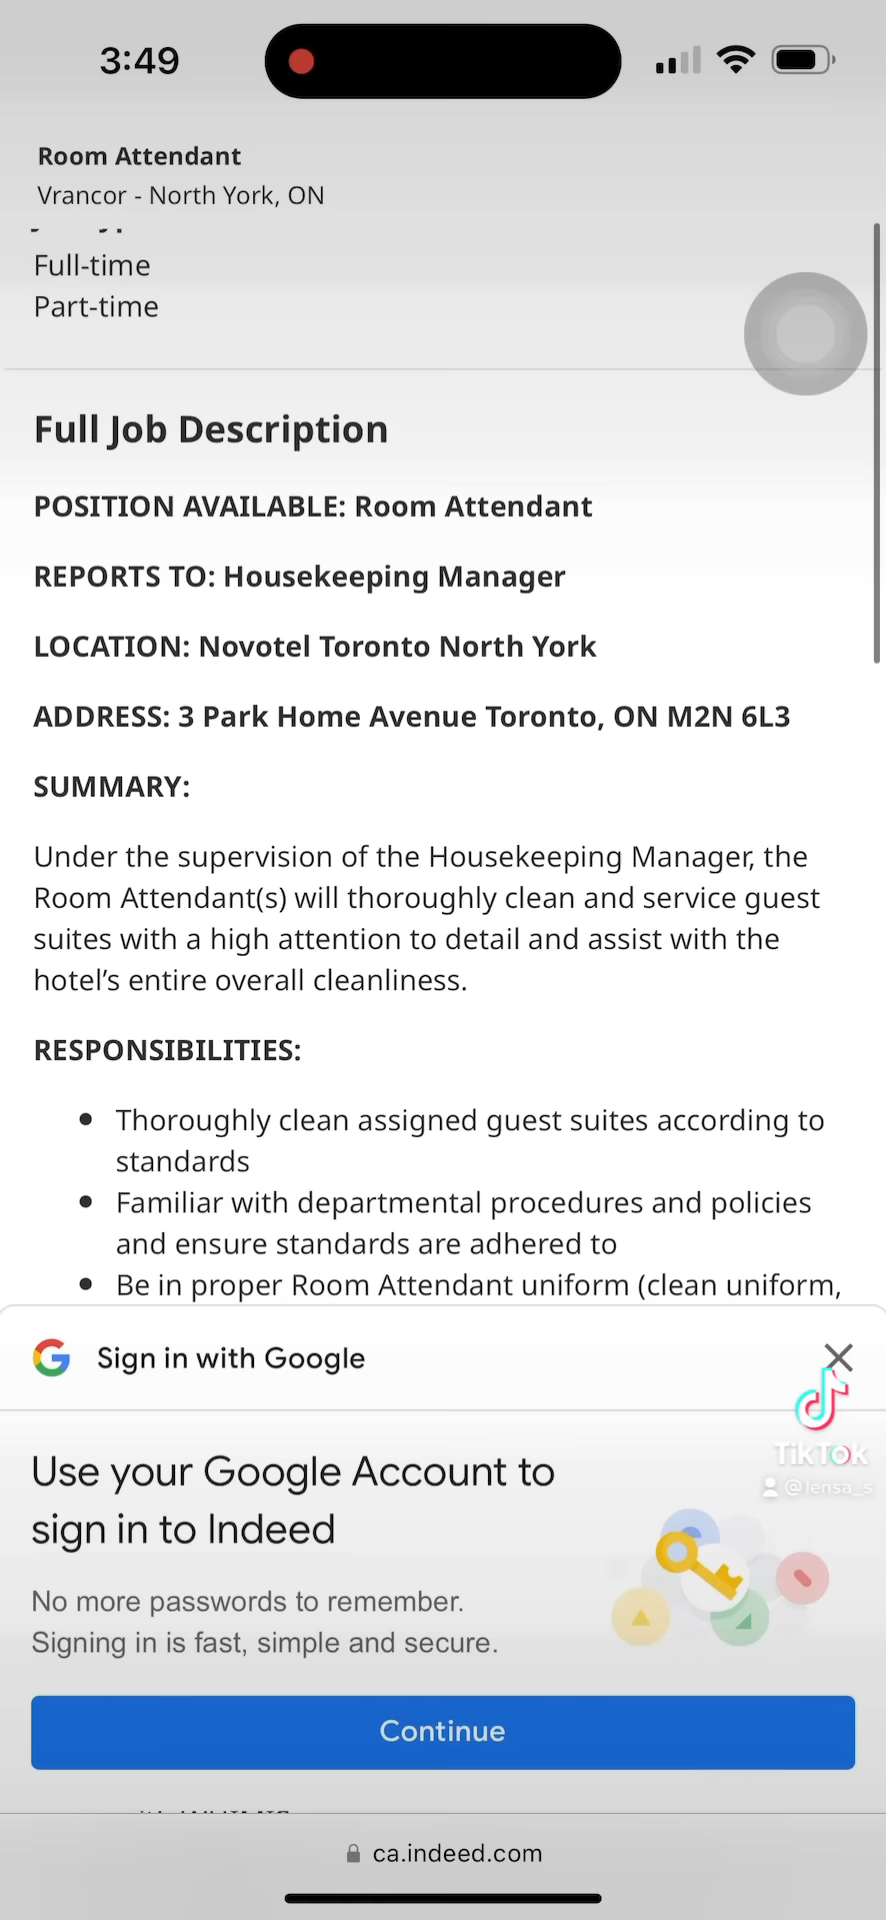 3:49
Room Attendant
Vrancor - North York, ON
Full-time
Part-time
Full Job Description
POSITION AVAILABLE: Room Attendant
REPORTS TO: Housekeeping Manager
LOCATION: Novotel Toronto North York
ADDRESS: 3 Park Home Avenue Toronto, ON M2N 6L3
SUMMARY:
Under the supervision of the Housekeeping Manager, the
Room Attendant(s) will thoroughly clean and service guest
suites with a high attention to detail and assist with the
hotel’s entire overall cleanliness.
RESPONSIBILITIES:
Thoroughly clean assigned guest suites according to
standards
Familiar with departmental procedures and policies
and ensure standards are adhered to
Be in proper Room Attendant uniform (clean uniform,
Sign in with Google
TikTok
@lensa_s
Use your Google Account to
sign in to Indeed
No more passwords to remember.
Signing in is fast, simple and secure.
Continue
ca.indeed.com